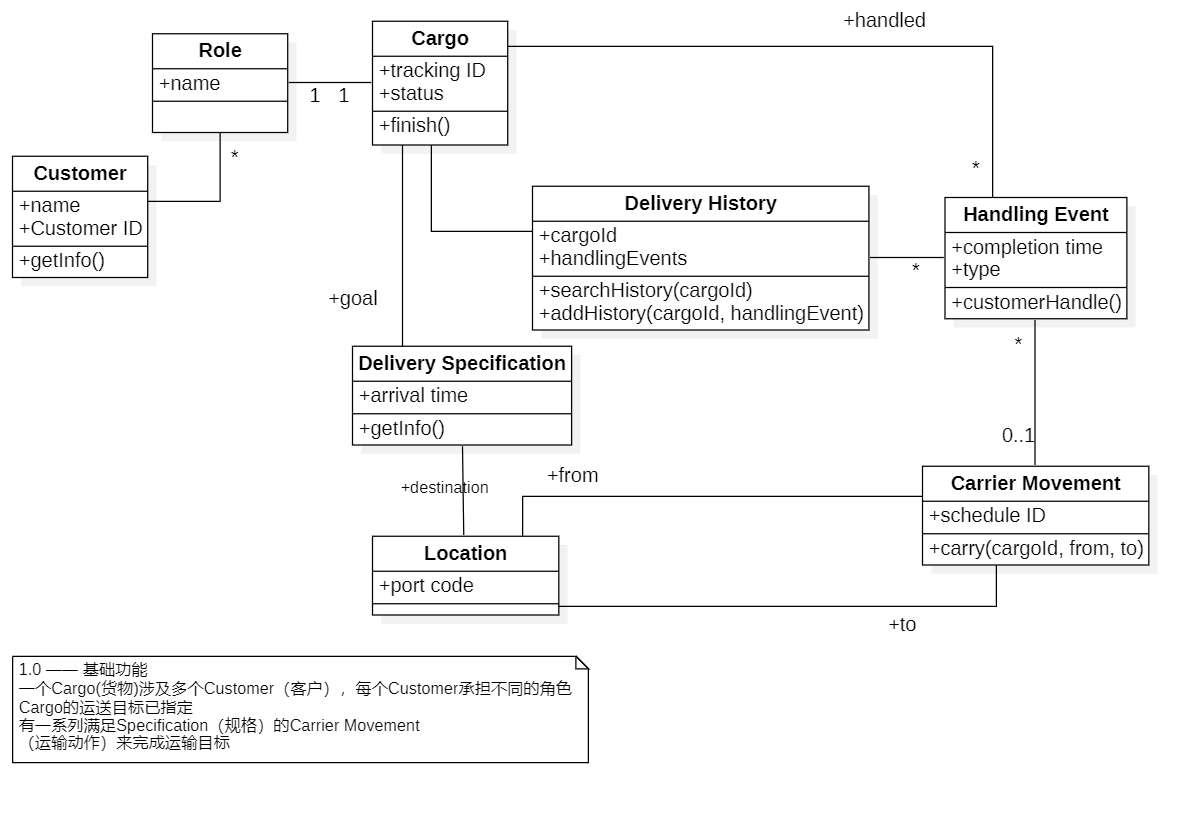 +handled
Role
+name
Cargo
+tracking ID
+status
+finish()
1 1
*
*
Customer
+name
+Customer ID
+getInfo()
Delivery History
+cargoId
+handlingEvents
+searchHistory(cargoId)
+addHistory(cargoId, handlingEvent)
*
Handling Event
+completion time
+type
+customerHandle()
+goal
*
0..1
Delivery Specification
+arrival time
+getInfo()
+destination
+from
Carrier Movement
+schedule ID
+carry(cargoId, from, to)
Location
+port code
+to
1.0 —— 基础功能
一个Cargo(货物)涉及多个Customer（客户），每个Customer承担不同的角色
Cargo的运送目标已指定
有一系列满足Specification（规格）的Carrier Movement
（运输动作）来完成运输目标